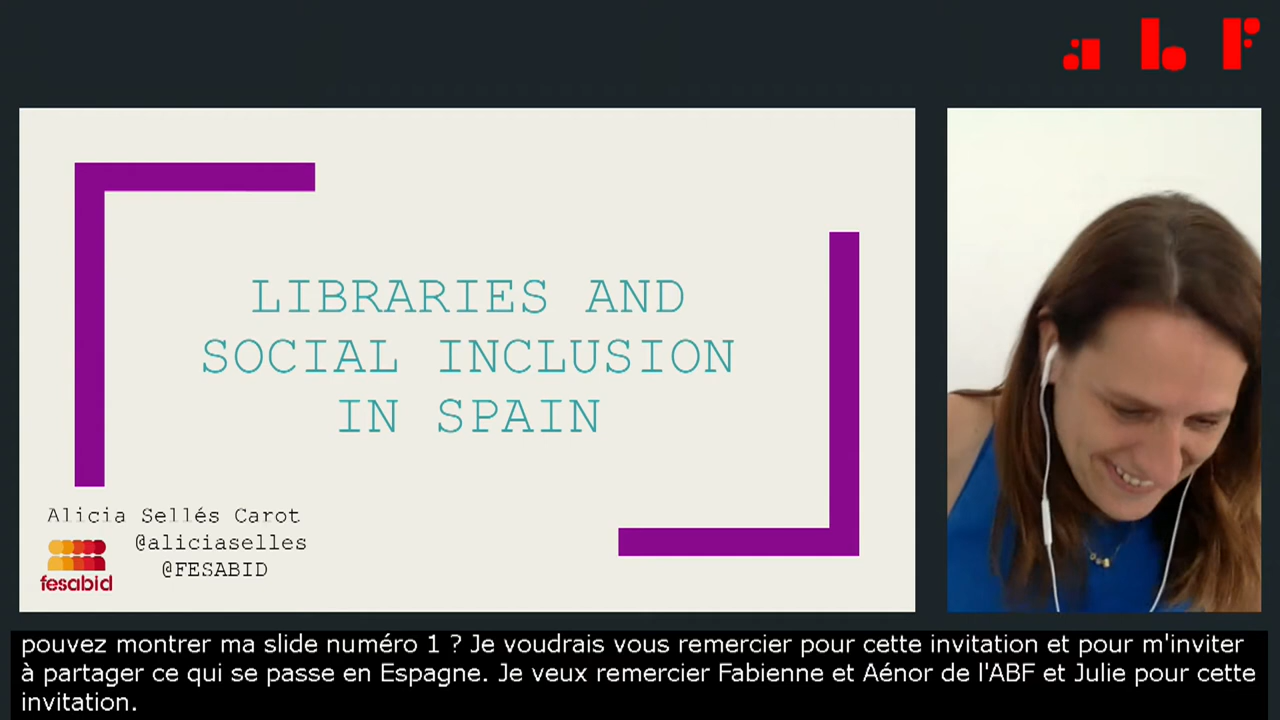 abf
LIBRARIES AND
SOCIAL INCLUSION
IN SPAIN
Alicia Sellés Carot
@aliciaselles
@FESABID
fesabid
pouvez montrer ma slide numéro 1 ? Je voudrais vous remercier pour cette invitation et pour m'inviter
à partager ce qui se passe en Espagne. Je veux remercier Fabienne et Aénor de l'ABF et Julie pour cette
invitation.